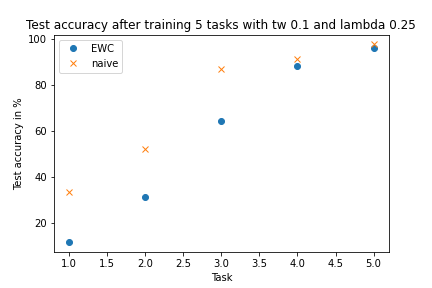 Test accuracy after training 5 tasks with tw 0.1 and lambda 0.25
EWC
naive
100
80
60
40
20
Test accuracy in %
1.0 1.5 2.0 2.5 3.0 3.5 4.0 4.5 5.0
Task